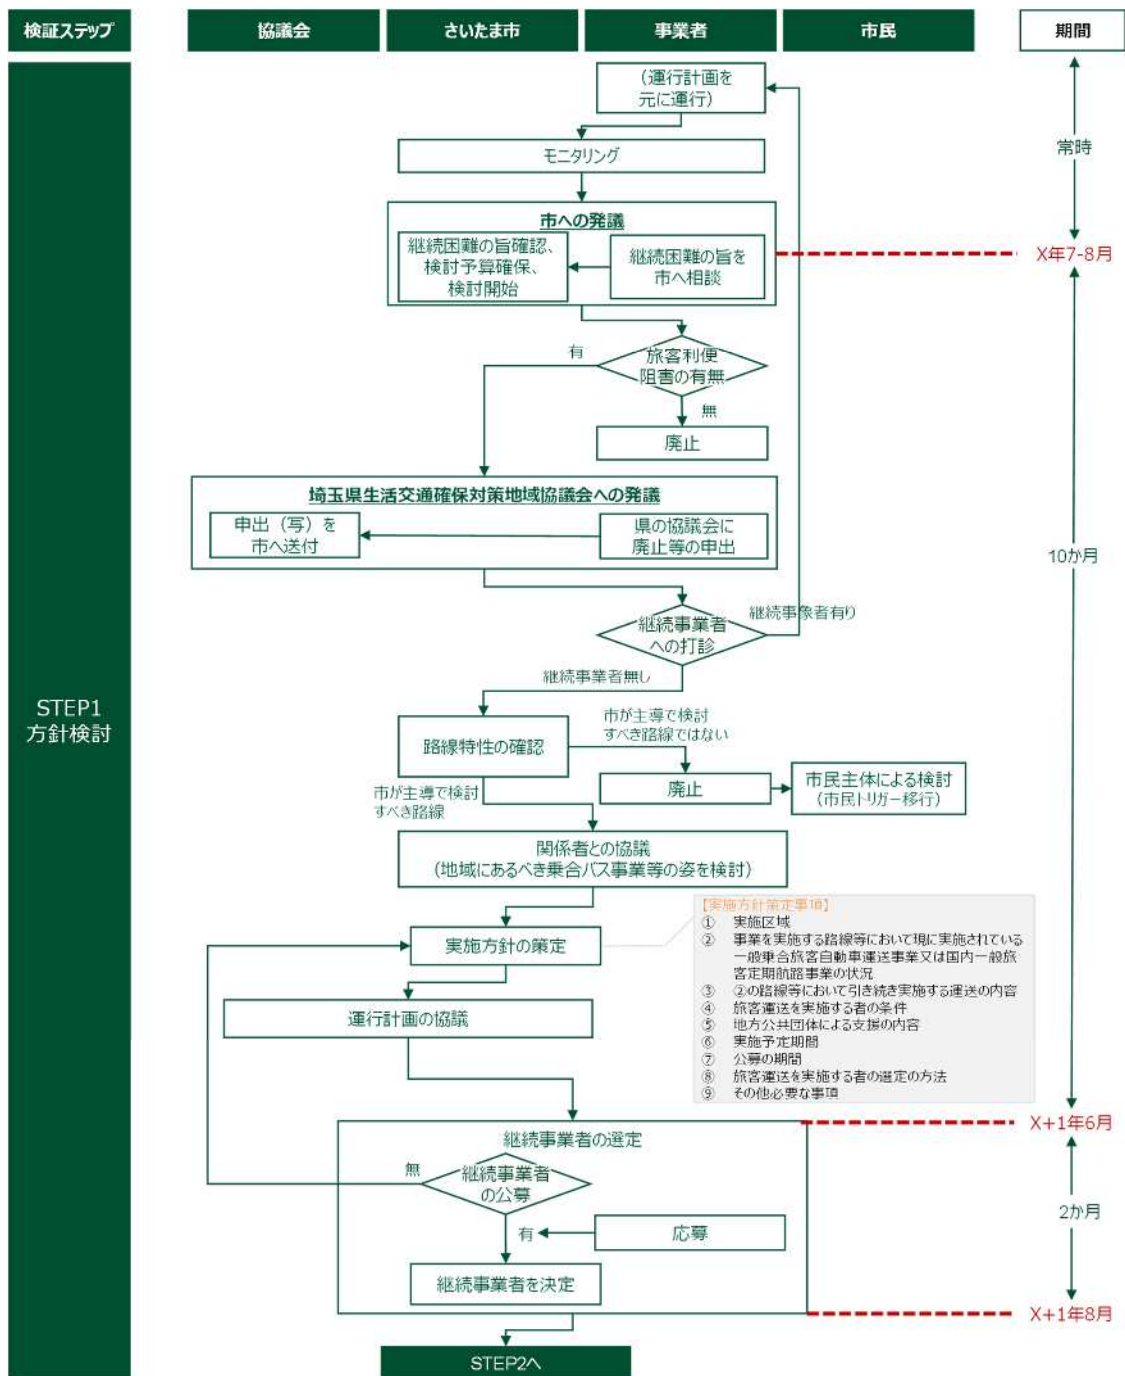 検証ステップ
協議会
さいたま市
事業者
市民
期間
(運行計画を
元に運行)
常時
モニタリング
市への発議
継続困難の旨確認、
検討予算確保、
検討開始
継続困難の旨を
市へ相談
X年7-8月
有
旅客利便
阻害の有無
無
廃止
埼玉県生活交通確保対策地域協議会への発議
申出(写)を
市へ送付
県の協議会に
廃止等の申出
10か月
継続事象者有り
継続事業者
への打診
継続事業者無し
STEP1
方針検討
路線特性の確認
市が主導で検討
すべき路線ではない
廃止
市民主体による検討
(市民トリガー移行)
市が主導で検討
すべき路線
関係者との協議
(地域にあるべき乗合バス事業等の姿を検討)
実施方針の策定
【実施方針策定事項】
① 実施区域
② 事業を実施する路線等において現に実施されている
一般乗合旅客自動車運送事業又は国内一般旅
客定期航路事業の状況
③ ②の路線等において引き続き実施する運送の内容
④ 旅客運送を実施する者の条件
⑤ 地方公共団体による支援の内容
⑥ 実施予定期間
⑦ 公募の期間
⑧ 旅客運送を実施する者の選定の方法
⑨ その他必要な事項
運行計画の協議
X+1年6月
継続事業者の選定
無
継続事業者
の公募
2か月
有
応募
継続事業者を決定
X+1年8月
STEP2へ